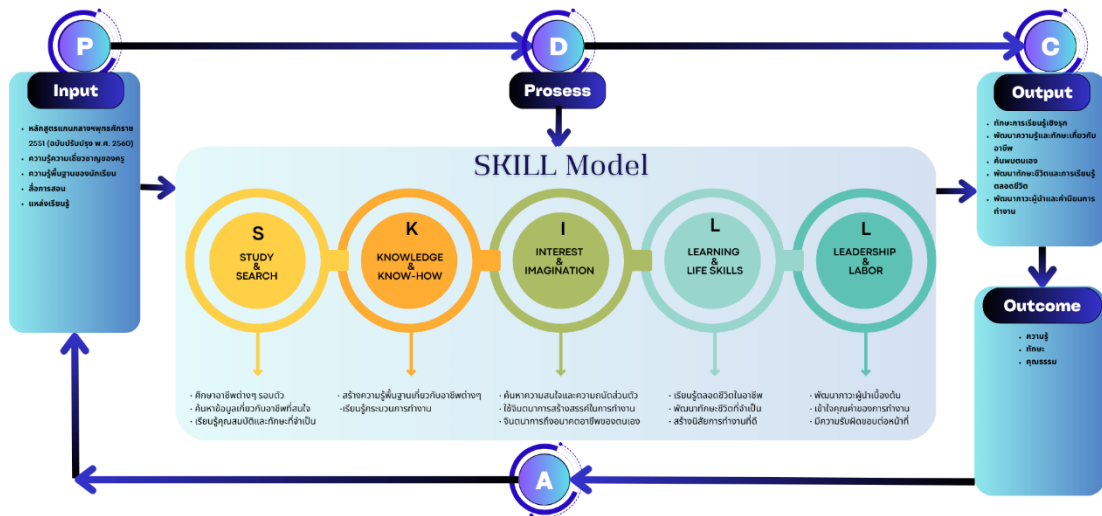 P
D
C
Input
Prosess
Output
• หลักสูตรแกนกลางฯพุทธศักราช
2551 (ฉบับปรับปรุง พ.ศ. 2560)
• ความรู้ความเชี่ยวชาญของครู
• ความรู้พื้นฐานของนักเรียน
• สื่อการสอน
• แหล่งเรียนรู้
• ทักษะการเรียนรู้เชิงรุก
• พัฒนาความรู้และทักษะเกี่ยวกับ
อาชีพ
• ค้นพบตนเอง
• พัฒนาทักษะชีวิตและการเรียนรู้
ตลอดชีวิต
• พัฒนาภาวะผู้นำและค่านิยมการ
ทำงาน
SKILL Model
S
STUDY
&
SEARCH
K
KNOWLEDGE
&
KNOW-HOW
I
INTEREST
&
IMAGINATION
L
LEARNING
&
LIFE SKILLS
L
LEADERSHIP
&
LABOR
Outcome
• ความรู้
• ทักษะ
• คุณธรรม
• ศึกษาอาชีพต่างๆ รอบตัว
• ค้นหาข้อมูลเกี่ยวกับอาชีพที่สนใจ
• เรียนรู้คุณสมบัติและทักษะที่จำเป็น
• สร้างความรู้พื้นฐานเกี่ยวกับอาชีพต่างๆ
•เรียนรู้กระบวนการทำงาน
• ค้นหาความสนใจและความถนัดส่วนตัว
• ใช้จินตนาการสร้างสรรค์ในการทำงาน
• จินตนาการถึงอนาคตอาชีพของตนเอง
• เรียนรู้ตลอดชีวิตในอาชีพ
• พัฒนาทักษะชีวิตที่จำเป็น
• สร้างนิสัยการทำงานที่ดี
• พัฒนาภาวะผู้นำเบื้องต้น
• เข้าใจคุณค่าของการทำงาน
• มีความรับผิดชอบต่อหน้าที่
A